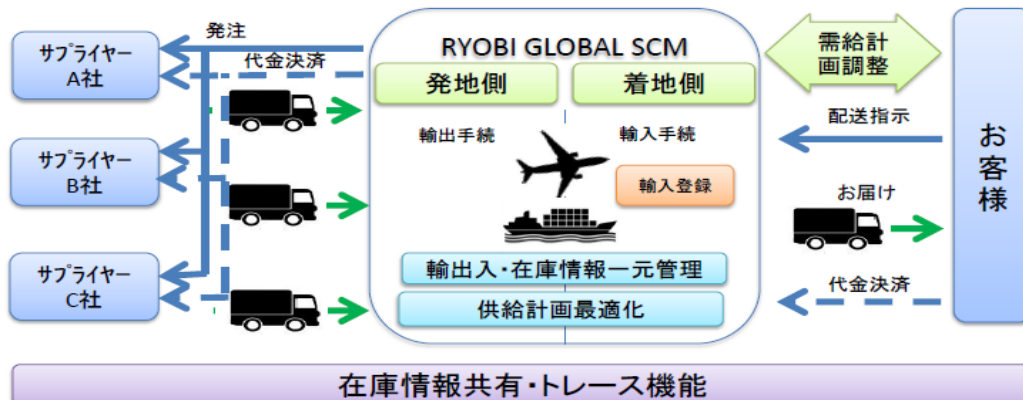 サプライヤー
A社
サプライヤー
B社
サプライヤー
C社
発注
代金決済
RYOBI GLOBAL SCM
発地側
着地側
輸出手続
輸入手続
輸入登録
輸出入・在庫情報一元管理
供給計画最適化
需給計
画調整
配送指示
お届け
代金決済
お客様
在庫情報共有・トレース機能